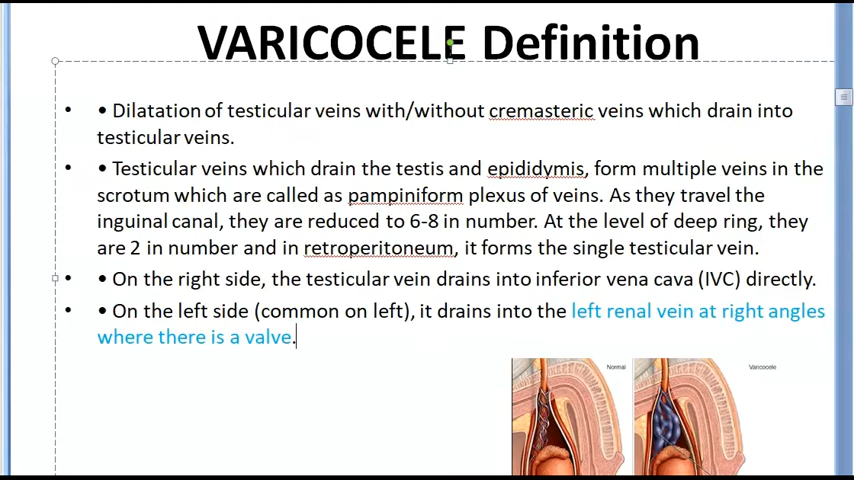 VARICOCELE Definition
• • Dilatation of testicular veins with/without cremasteric veins which drain into
testicular veins.
• • Testicular veins which drain the testis and epididymis, form multiple veins in the
scrotum which are called as pampiniform plexus of veins. As they travel the
inguinal canal, they are reduced to 6-8 in number. At the level of deep ring, they
are 2 in number and in retroperitoneum, it forms the single testicular vein.
• • On the right side, the testicular vein drains into inferior vena cava (IVC) directly.
• • On the left side (common on left), it drains into the left renal vein at right angles
where there is a valve.
Normal
Varicocele